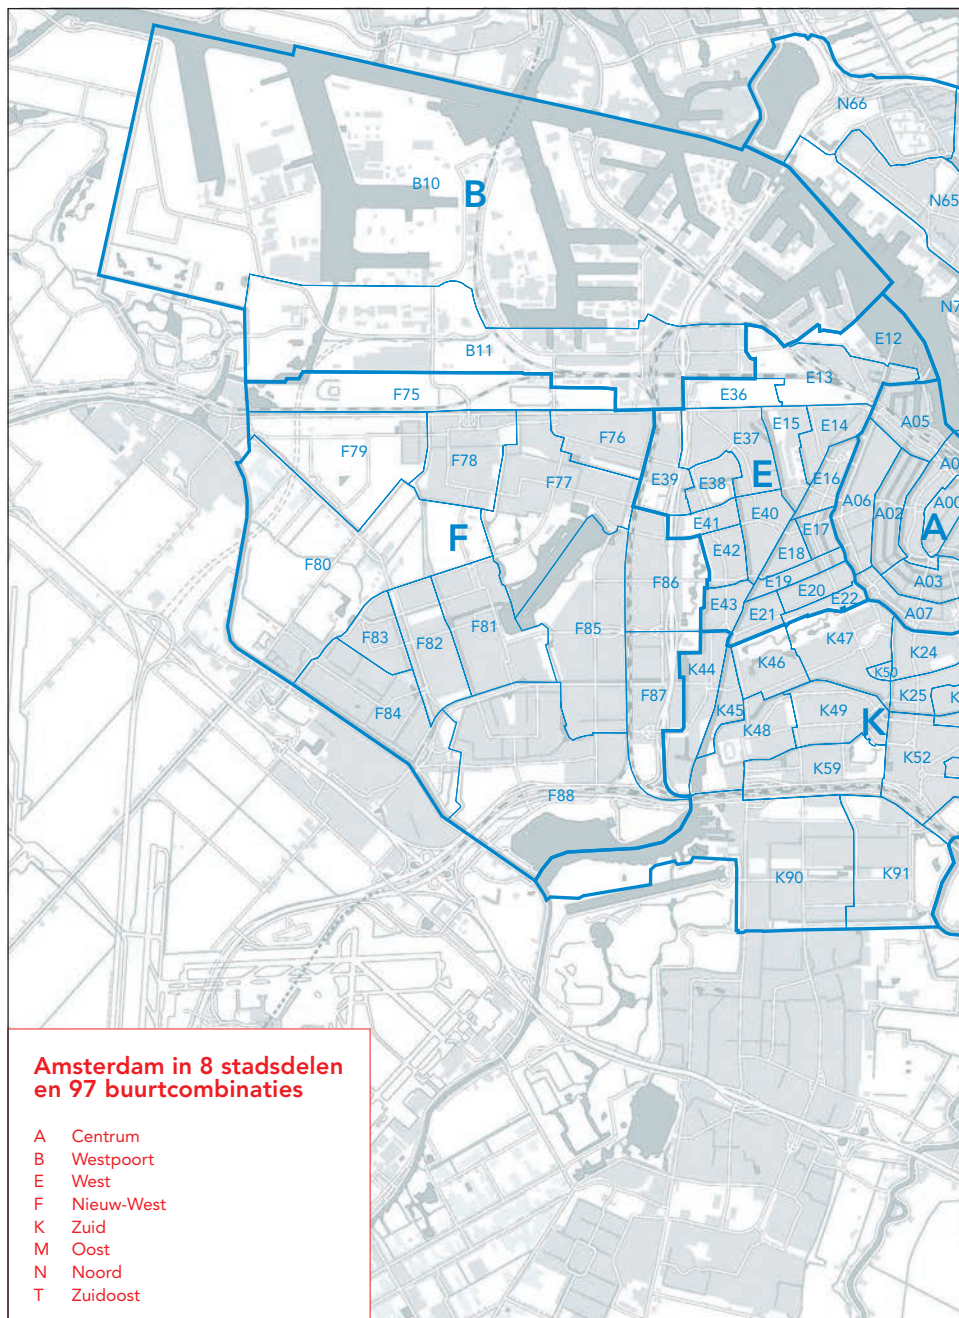 N66
N65
B10
B
N7
E12
B11
E13
F75
E36
A05
E15
E14
F76
E37
F79
F78
A0
E
F77
E39
E38
E16
A06
A02
A00
A
E40
E41
E17
F
E42
E18
F80
F86
E19
A03
E20
E22
E43
E21
A07
F83
F81
F85
F82
K47
K24
K46
K44
K50
F87
K25
K
F84
K45
K49
K
K48
K52
K59
F88
K90
K91
Amsterdam in 8 stadsdelen
en 97 buurtcombinaties
A Centrum
B Westpoort
E West
F Nieuw-West
K Zuid
M Oost
N Noord
T Zuidoost